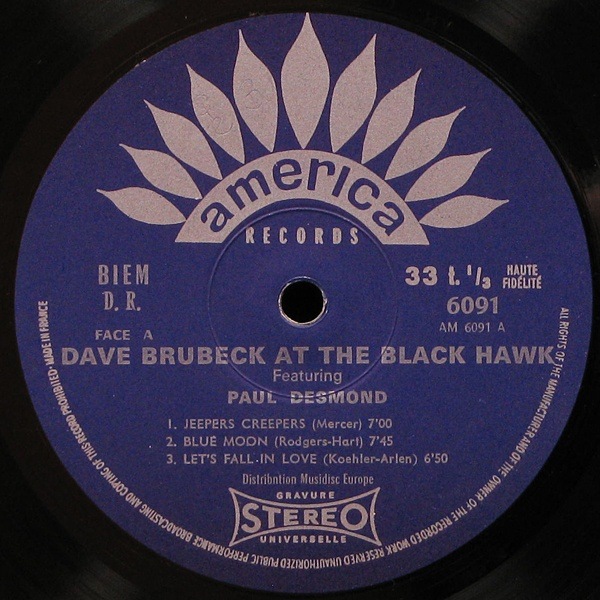 america
RECORDS
BIEM
D. R.
33 t. 1/3 HAUTE FIDÉLITÉ
6091
AM 6091 A
FACE A
DAVE BRUBECK AT THE BLACK HAWK
Featuring
PAUL DESMOND
1. JEEPERS CREEPERS (Mercer) 7'00
2. BLUE MOON (Rodgers-Hart) 7'45
3. LET'S FALL IN LOVE (Koehler-Arlen) 6'50
Distribntion Musidisc Europe
GRAVURE
STEREO
UNIVERSELLE
ALL RIGHTS OF THE MANUFACTURER AND OF THE OWNER OF THE RECORDED WORK RESERVED UNAUTHORIZED PUBLIC PERFORMANCE BROADCASTING AND COPYING OF THIS RECORD PROHIBITED - MADE IN FRANCE